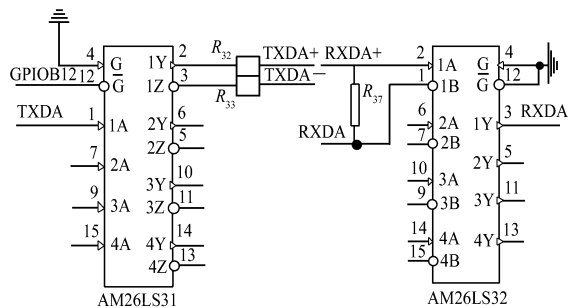 4 G 2 1Y R32 TXDA+ RXDA+ 2 1A G 4
GPIOB12 12 G 3 1Z TXDA− 1 1B G 12
R33 R37
TXDA 1 1A 6 2Y RXDA 6 2A 1Y 3 RXDA
5 2Z 7 2B
7 2A 2Y 5
10 3Y 10 3A
9 3A 11 3Z 9 3B 3Y 11
15 4A 14 4Y 14 4A 4Y 13
13 4Z 15 4B
AM26LS31 AM26LS32